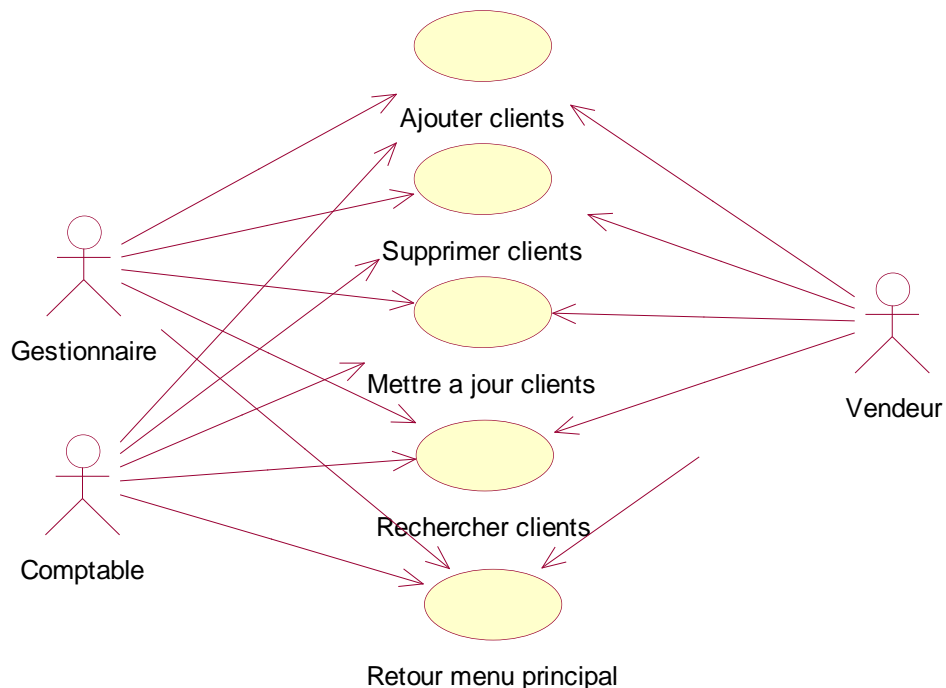 Ajouter clients
Supprimer clients
Gestionnaire
Mettre a jour clients
Vendeur
Rechercher clients
Comptable
Retour menu principal